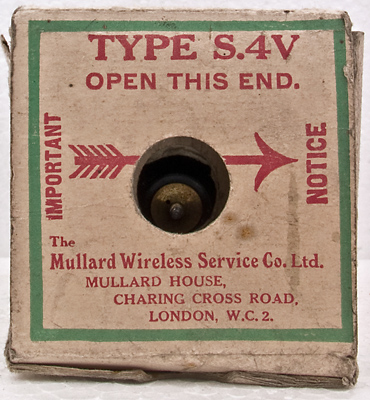 TYPE S.4V
OPEN THIS END.
IMPORTANT
NOTICE
The
Mullard Wireless Service Co. Ltd.
MULLARD HOUSE,
CHARING CROSS ROAD,
LONDON, W.C.2.